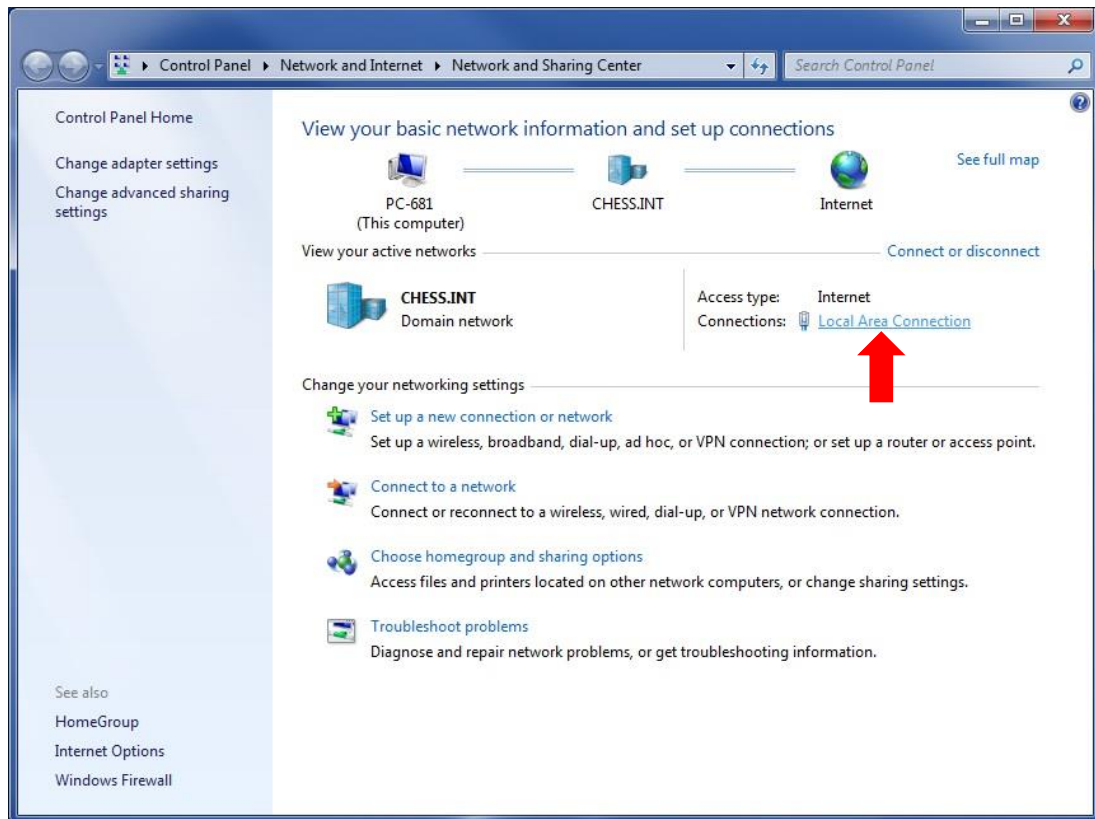 Control Panel Network and Internet Network and Sharing Center Search Control Panel
Control Panel Home
Change adapter settings
Change advanced sharing
settings
See also
HomeGroup
Internet Options
Windows Firewall
View your basic network information and set up connections
See full map
PC-681
(This computer)
CHESS.INT
Internet
View your active networks
Connect or disconnect
CHESS.INT
Domain network
Access type: Internet
Connections: Local Area Connection
Change your networking settings
Set up a new connection or network
Set up a wireless, broadband, dial-up, ad hoc, or VPN connection; or set up a router or access point.
Connect to a network
Connect or reconnect to a wireless, wired, dial-up, or VPN network connection.
Choose homegroup and sharing options
Access files and printers located on other network computers, or change sharing settings.
Troubleshoot problems
Diagnose and repair network problems, or get troubleshooting information.